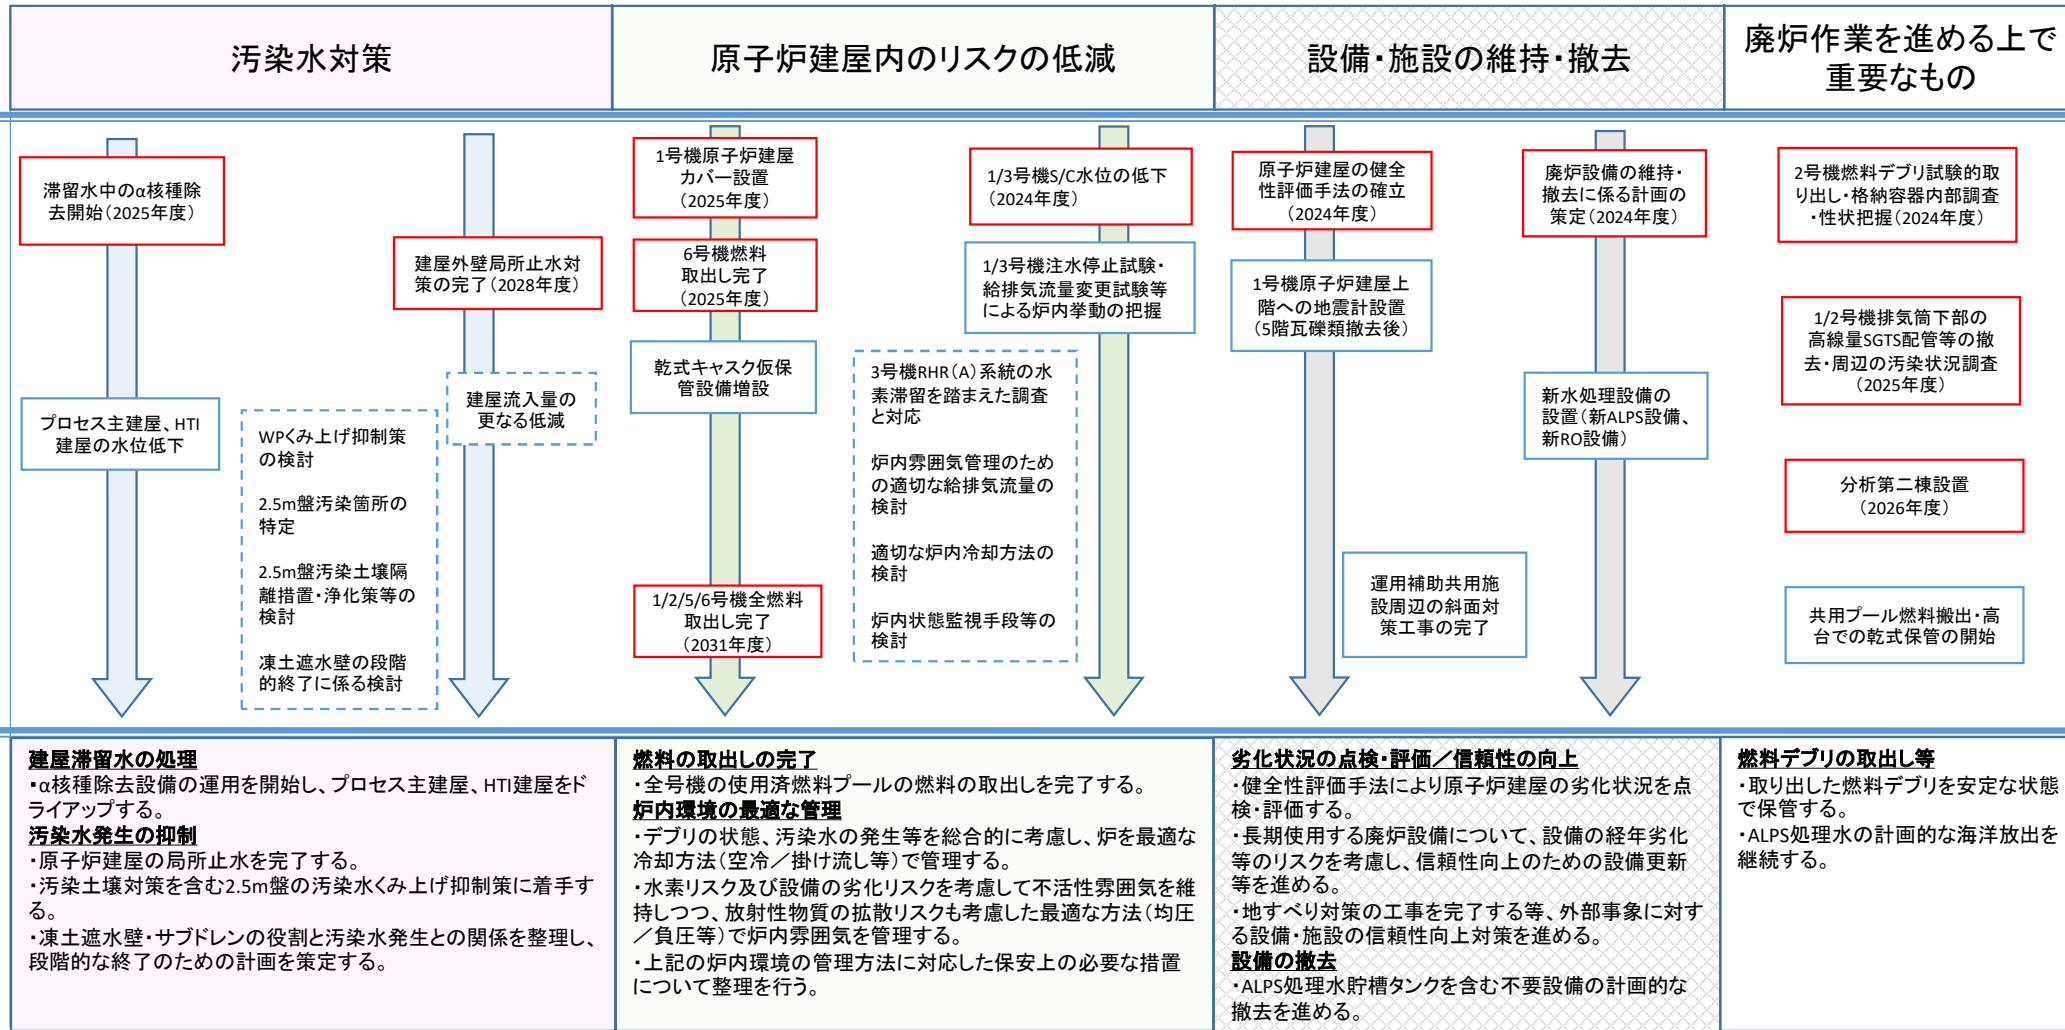 汚染水対策
原子炉建屋内のリスクの低減
設備・施設の維持・撤去
廃炉作業を進める上で
重要なもの
滞留水中のα核種除
去開始(2025年度)
プロセス主建屋、HTI
建屋の水位低下
建屋外壁局所止水対
策の完了(2028年度)
建屋流入量の
更なる低減
WPくみ上げ抑制策
の検討
2.5m盤汚染箇所の
特定
2.5m盤汚染土壌隔
離措置・浄化策等の
検討
凍土遮水壁の段階
的終了に係る検討
1号機原子炉建屋
カバー設置
(2025年度)
6号機燃料
取出し完了
(2025年度)
乾式キャスク仮保
管設備増設
1/2/5/6号機全燃料
取出し完了
(2031年度)
1/3号機S/C水位の低下
(2024年度)
1/3号機注水停止試験・
給排気流量変更試験等
による炉内挙動の把握
3号機RHR(A)系統の水
素滞留を踏まえた調査
と対応
炉内雰囲気管理のため
の適切な給排気流量の
検討
適切な炉内冷却方法の
検討
炉内状態監視手段等の
検討
原子炉建屋の健全
性評価手法の確立
(2024年度)
1号機原子炉建屋上
階への地震計設置
(5階瓦礫類撤去後)
運用補助共用施
設周辺の斜面対
策工事の完了
廃炉設備の維持・
撤去に係る計画の
策定(2024年度)
新水処理設備の
設置(新ALPS設備、
新RO設備)
2号機燃料デブリ試験的取
り出し・格納容器内部調査
・性状把握(2024年度)
1/2号機排気筒下部の
高線量SGTS配管等の撤
去・周辺の汚染状況調査
(2025年度)
分析第二棟設置
(2026年度)
共用プール燃料搬出・高
台での乾式保管の開始
建屋滞留水の処理
・α核種除去設備の運用を開始し、プロセス主建屋、HTI建屋をド
ライアップする。
汚染水発生の抑制
・原子炉建屋の局所止水を完了する。
・汚染土壌対策を含む2.5m盤の汚染水くみ上げ抑制策に着手す
る。
・凍土遮水壁・サブドレンの役割と汚染水発生との関係を整理し、
段階的な終了のための計画を策定する。
燃料の取出しの完了
・全号機の使用済燃料プールの燃料の取出しを完了する。
炉内環境の最適な管理
・デブリの状態、汚染水の発生等を総合的に考慮し、炉を最適な
冷却方法(空冷/掛け流し等)で管理する。
・水素リスク及び設備の劣化リスクを考慮して不活性雰囲気を維
持しつつ、放射性物質の拡散リスクも考慮した最適な方法(均圧
/負圧等)で炉内雰囲気を管理する。
・上記の炉内環境の管理方法に対応した保安上の必要な措置
について整理を行う。
劣化状況の点検・評価/信頼性の向上
・健全性評価手法により原子炉建屋の劣化状況を点
検・評価する。
・長期使用する廃炉設備について、設備の経年劣化
等のリスクを考慮し、信頼性向上のための設備更新
等を進める。
・地すべり対策の工事を完了する等、外部事象に対す
る設備・施設の信頼性向上対策を進める。
設備の撤去
・ALPS処理水貯槽タンクを含む不要設備の計画的な
撤去を進める。
燃料デブリの取出し等
・取り出した燃料デブリを安定な状態
で保管する。
・ALPS処理水の計画的な海洋放出を
継続する。